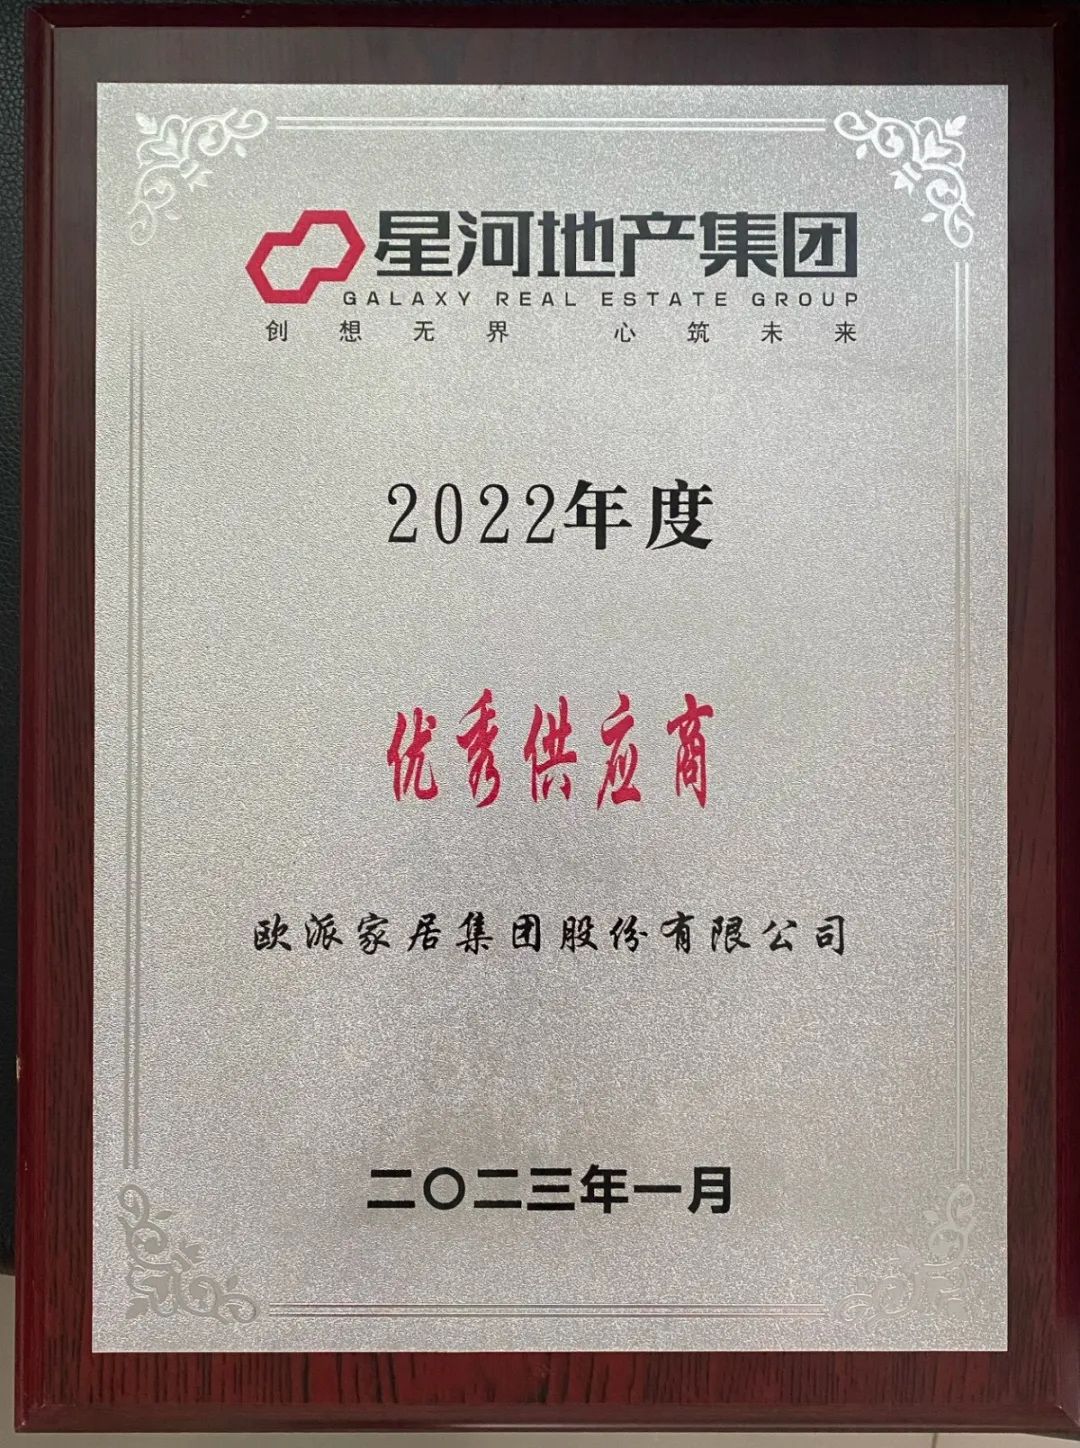 星河地产集团
GALAXY REAL ESTATE GROUP
创想无界 心筑未来
2022年度
优秀供应商
欧派家居集团股份有限公司
二〇二三年一月